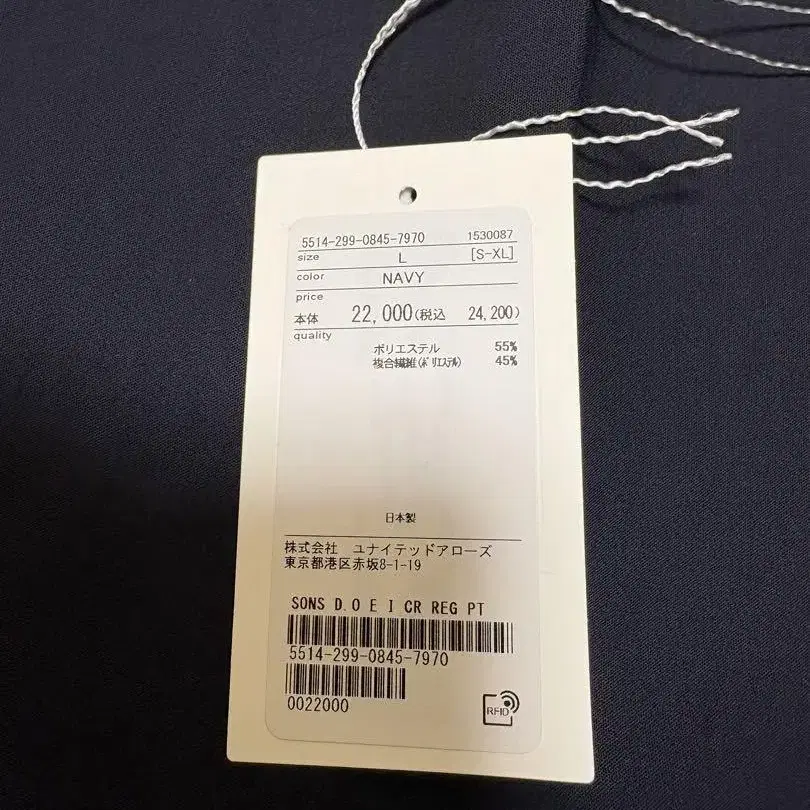 5514-299-0845-7970 1530087
size L [S-XL]
color NAVY
price
本体 22,000(税込 24,200)
quality
ポリエステル 55%
複合繊維(ポリエステル) 45%
日本製
株式会社 ユナイテッドアローズ
東京都港区赤坂8-1-19
SONS D.O E I CR REG PT
5514-299-0845-7970
0022000
RFID